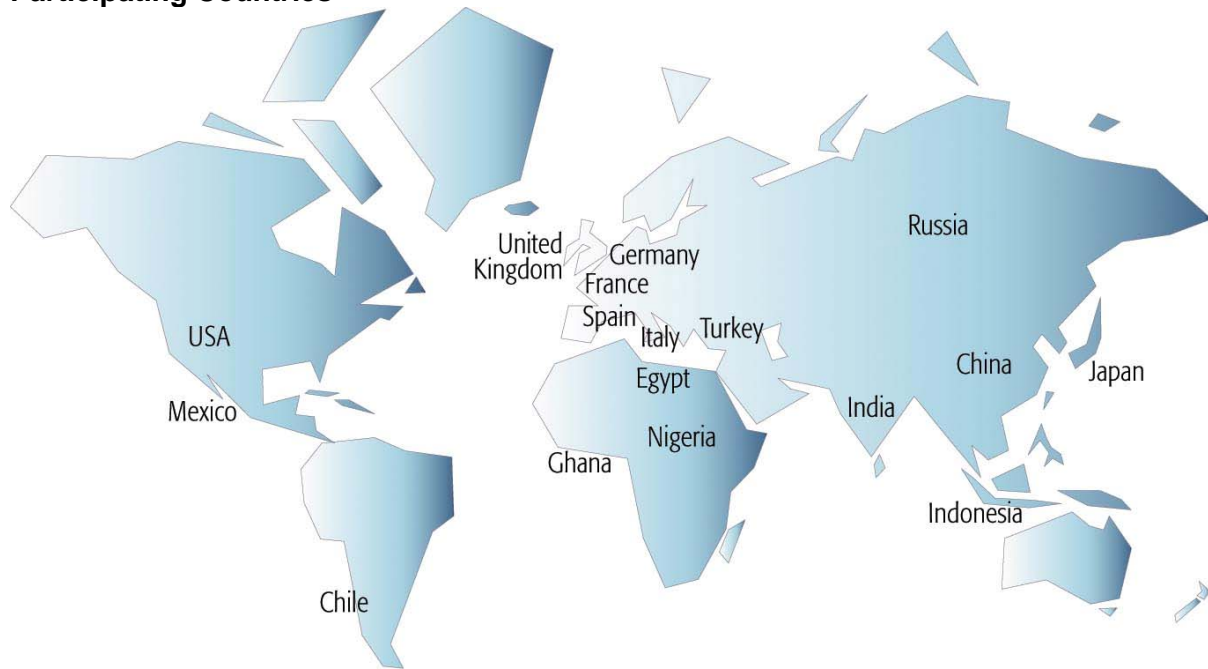 Participating Countries
United
Kingdom
Germany
France
Spain
Italy
Turkey
Russia
USA
Mexico
Egypt
China
Japan
India
Nigeria
Ghana
Indonesia
Chile